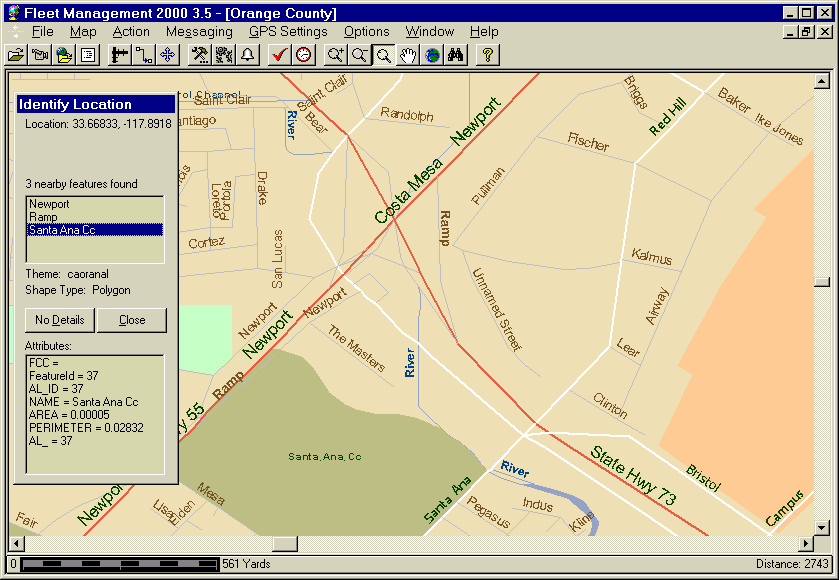 Fleet Management 2000 3.5 - [Orange County]
File Map Action Messaging GPS Settings Options Window Help
Identify Location
Location: 33.66833, -117.8918
3 nearby features found
Newport
Ramp
Santa Ana Cc
Theme: caoranal
Shape Type: Polygon
No Details Close
Attributes:
FCC =
FeatureId = 37
AL_ID = 37
NAME = Santa Ana Cc
AREA = 0.00005
PERIMETER = 0.02832
AL_ = 37
Channel
Saint Clair
Saint Clair
Bear
River
Randolph
Newport
Costa Mesa
Briggs
Red Hill
Baker
Ike Jones
Fischer
Pullman
Ramp
Drake
Portola
Loreto
Cortez
San Lucas
Kalmus
Airway
Unnamed Street
Newport
Newport
Newport
The Masters
River
Lear
Clinton
Ramp
Santa Ana Cc
Santa Ana
River
State Hwy 73
Bristol
Campus
Mesa
Lisa
Elden
Fair
Pegasus
Indus
Kline
0 561 Yards Distance: 2743